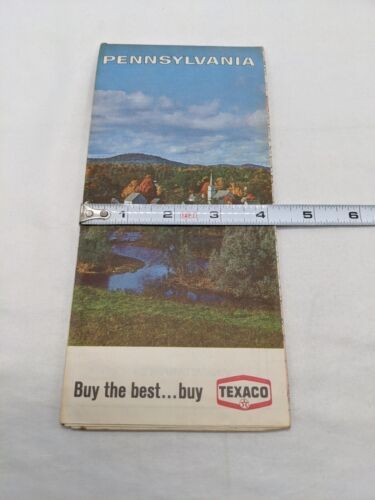 PENNSYLVANIA
1 2 3 4 5 6
Buy the best...buy TEXACO
T